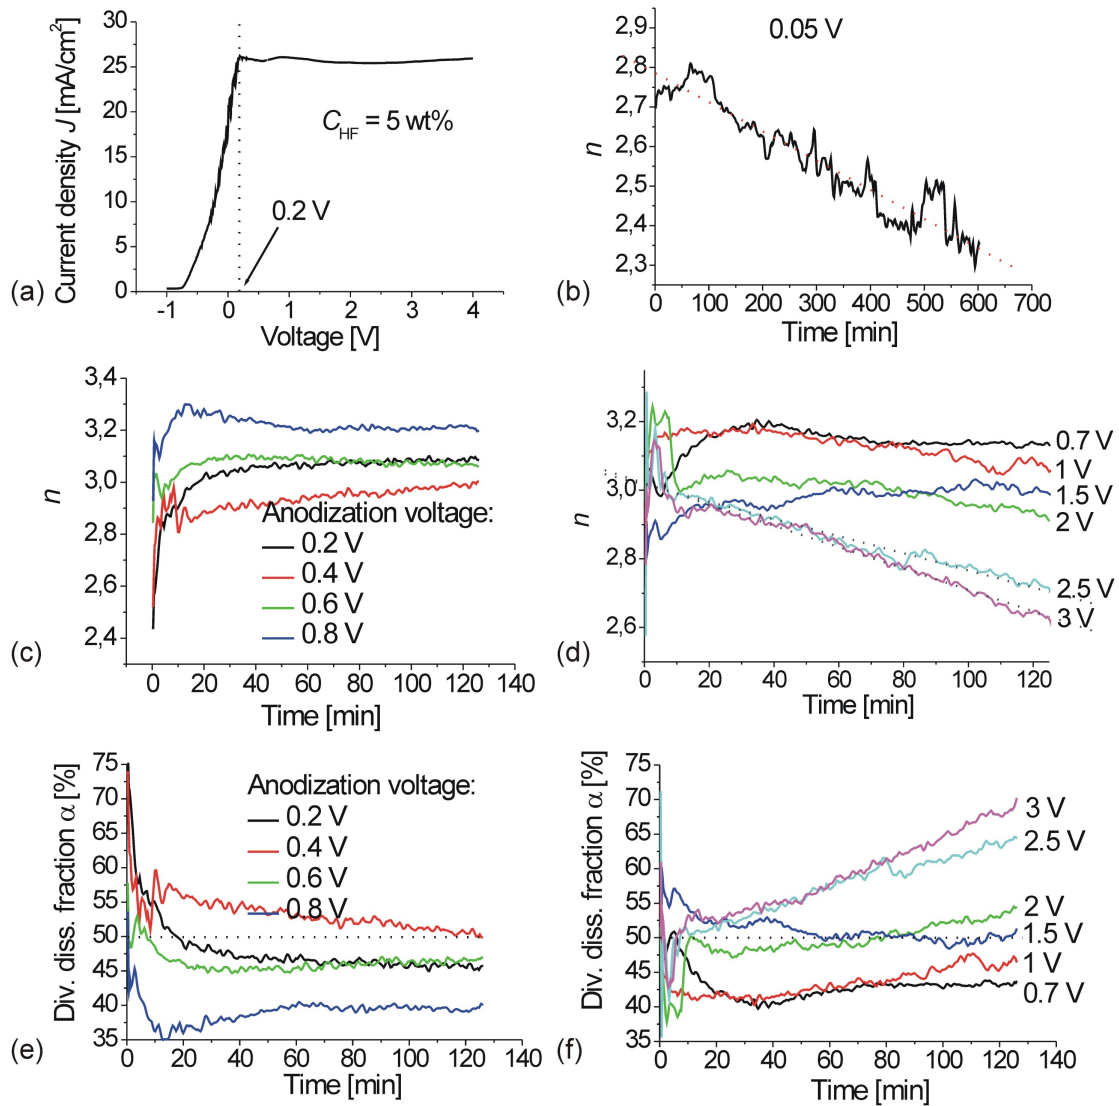 30
25
20
15
10
5
0
Current density J [mA/cm²]
C_HF = 5 wt%
0.2 V
-1 0 1 2 3 4
Voltage [V]
(a)
2,9
2,8
2,7
2,6
2,5
2,4
2,3
n
0.05 V
0 100 200 300 400 500 600 700
Time [min]
(b)
3,4
3,2
3,0
2,8
2,6
2,4
n
Anodization voltage:
0.2 V
0.4 V
0.6 V
0.8 V
0 20 40 60 80 100 120 140
Time [min]
(c)
3,2
3,0
2,8
2,6
n
0.7 V
1 V
1.5 V
2 V
2.5 V
3 V
0 20 40 60 80 100 120
Time [min]
(d)
75
70
65
60
55
50
45
40
35
Div. diss. fraction α [%]
Anodization voltage:
0.2 V
0.4 V
0.6 V
0.8 V
0 20 40 60 80 100 120 140
Time [min]
(e)
75
70
65
60
55
50
45
40
35
Div. diss. fraction α [%]
3 V
2.5 V
2 V
1.5 V
1 V
0.7 V
0 20 40 60 80 100 120 140
Time [min]
(f)